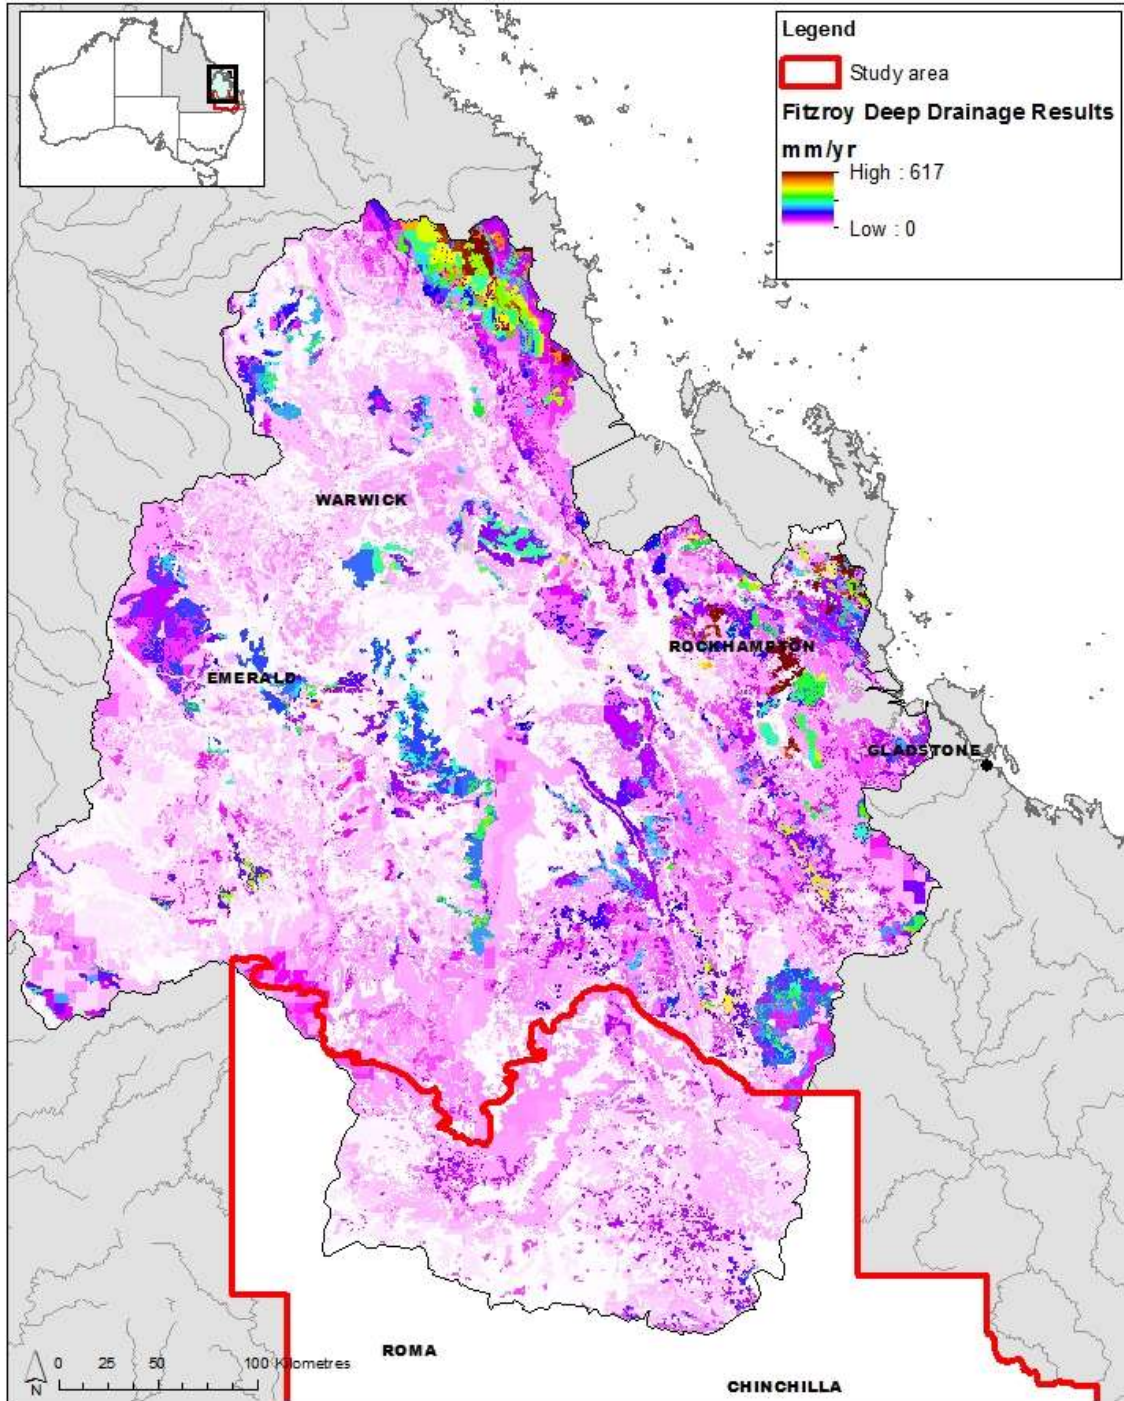 Legend
Study area
Fitzroy Deep Drainage Results
mm/yr
High : 617
Low : 0
WARWICK
ROCKHAMPTON
EMERALD
GLADSTONE
ROMA
0 25 50 100 Kilometres
N
CHINCHILLA